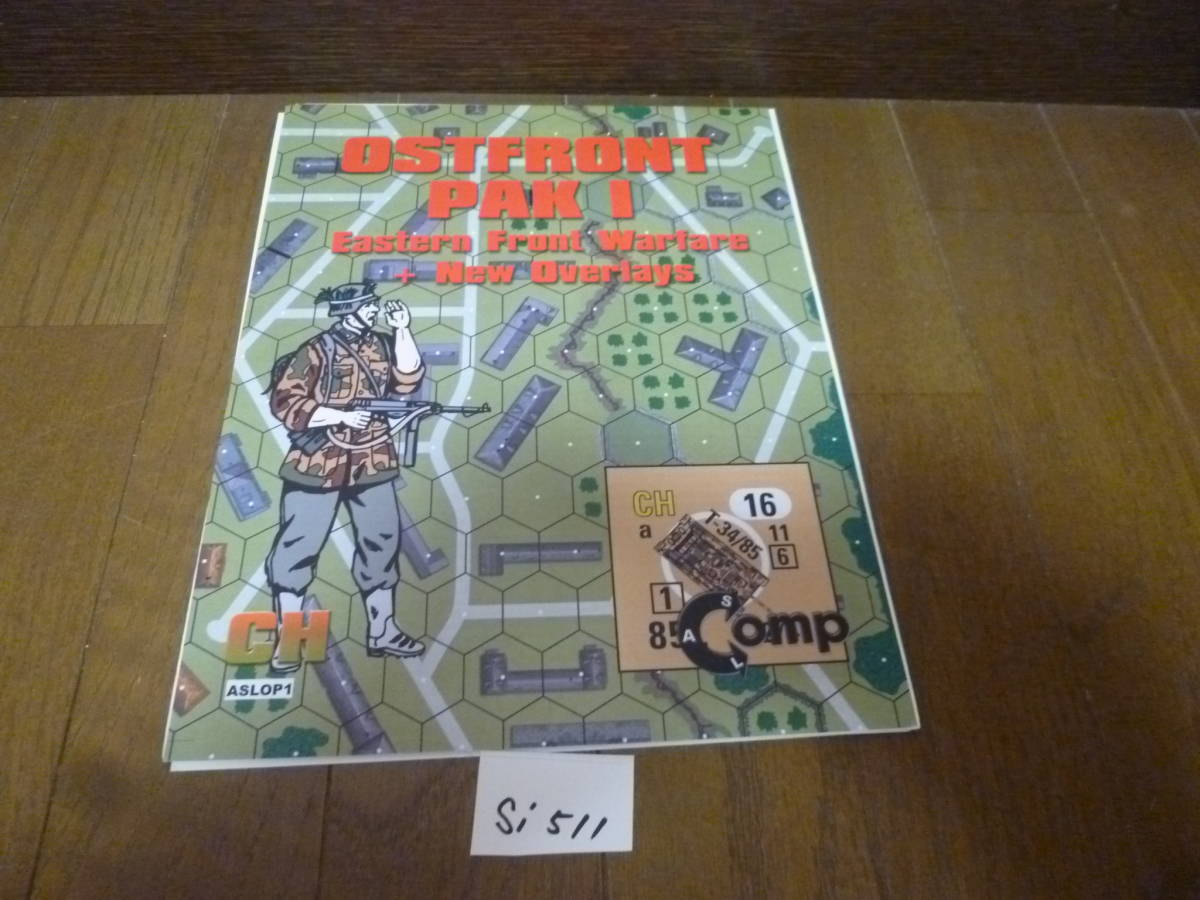 OSTFRONT
PAK I
Eastern Front Warfare
+ New Overlays
CH
16
a
T-34/85
11
6
1
85
ASL
Comp
CH
ASLOP1
Si 511